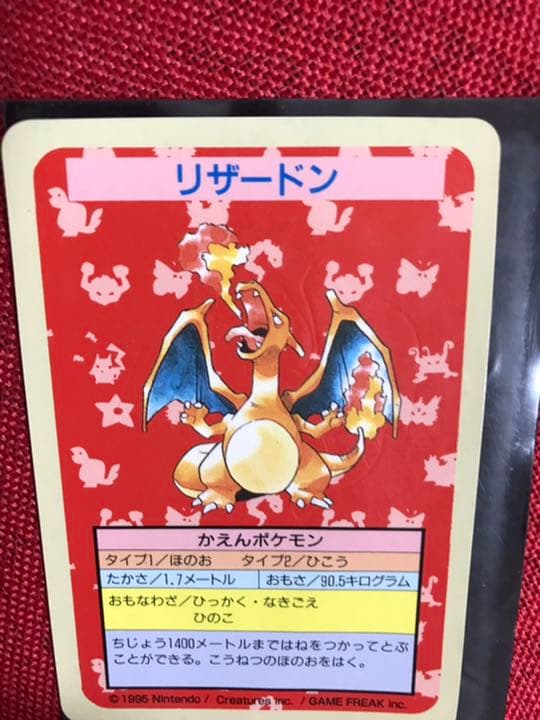 リザードン
かえんポケモン
タイプ1/ほのお　タイプ2/ひこう
たかさ/1.7メートル　おもさ/90.5キログラム
おもなわざ/ひっかく・なきごえ
ひのこ
ちじょう1400メートルまではねをつかってとぶ
ことができる。こうねつのほのおをはく。
©1995 Nintendo / Creatures inc. / GAME FREAK inc.